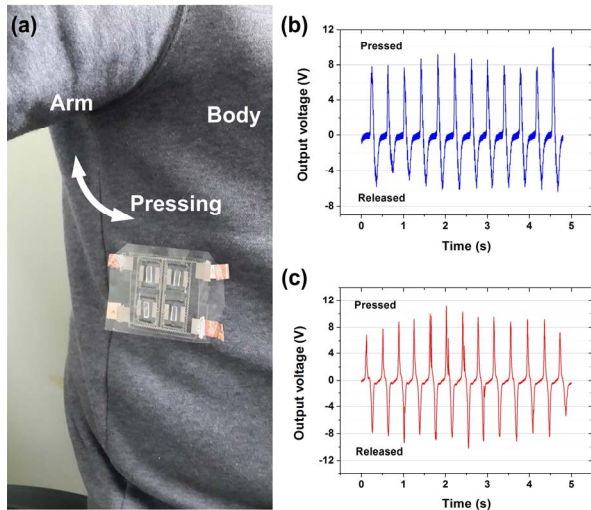 (a)
Arm
Body
Pressing
(b)
Pressed
Released
Output voltage (V)
12
8
4
0
-4
-8
0 1 2 3 4 5
Time (s)
(c)
Pressed
Released
Output voltage (V)
12
8
4
0
-4
-8
-12
0 1 2 3 4 5
Time (s)